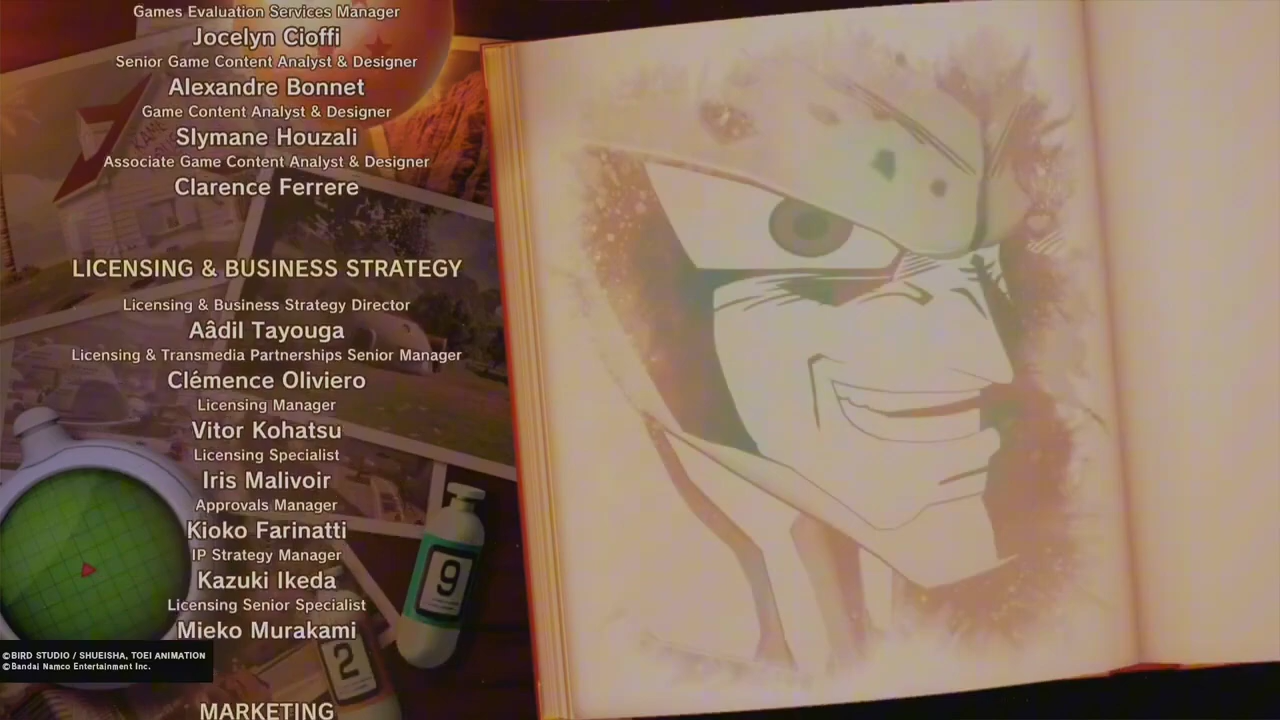 Games Evaluation Services Manager
Jocelyn Cioffi
Senior Game Content Analyst & Designer
Alexandre Bonnet
Game Content Analyst & Designer
Slymane Houzali
Associate Game Content Analyst & Designer
Clarence Ferrere
LICENSING & BUSINESS STRATEGY
Licensing & Business Strategy Director
Aâdil Tayouga
Licensing & Transmedia Partnerships Senior Manager
Clémence Oliviero
Licensing Manager
Vitor Kohatsu
Licensing Specialist
Iris Malivoir
Approvals Manager
Kioko Farinatti
IP Strategy Manager
Kazuki Ikeda
Licensing Senior Specialist
Mieko Murakami
9
2
©BIRD STUDIO / SHUEISHA, TOEI ANIMATION
©Bandai Namco Entertainment Inc.
MARKETING